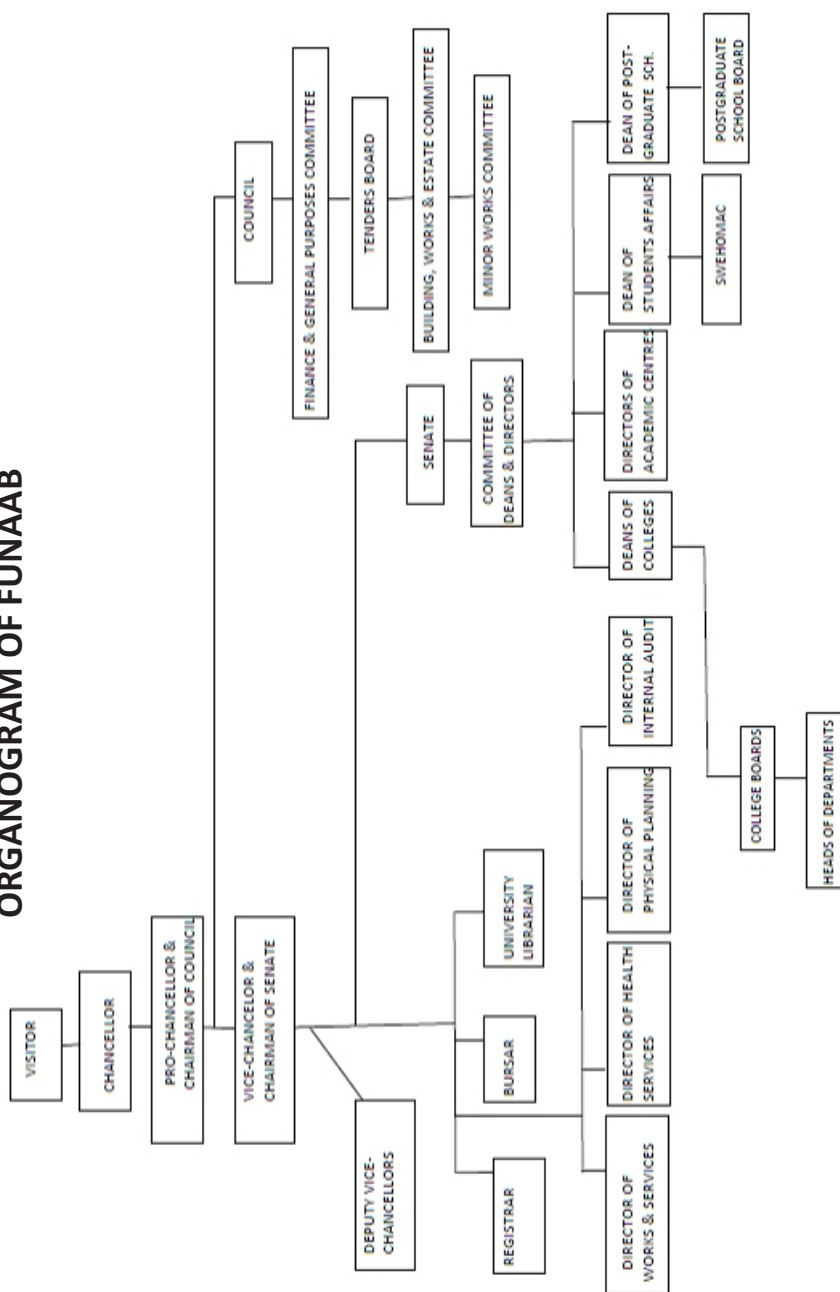 ORGANOGRAM OF FUNAAB
VISITOR
CHANCELLOR
PRO-CHANCELLOR &
CHAIRMAN OF COUNCIL
COUNCIL
VICE-CHANCELOR &
CHAIRMAN OF SENATE
FINANCE & GENERAL PURPOSES COMMITTEE
TENDERS BOARD
BUILDING, WORKS & ESTATE COMMITTEE
MINOR WORKS COMMITTEE
DEPUTY VICE-
CHANCELLORS
SENATE
COMMITTEE OF
DEANS & DIRECTORS
REGISTRAR
BURSAR
UNIVERSITY
LIBRARIAN
DIRECTOR OF
WORKS & SERVICES
DIRECTOR OF HEALTH
SERVICES
DIRECTOR OF
PHYSICAL PLANNING
DIRECTOR OF
INTERNAL AUDIT
DEANS OF
COLLEGES
DIRECTORS OF
ACADEMIC CENTRES
DEAN OF
STUDENTS AFFAIRS
DEAN OF POST-
GRADUATE SCH.
SWEHOMAC
POSTGRADUATE
SCHOOL BOARD
COLLEGE BOARDS
HEADS OF DEPARTMENTS